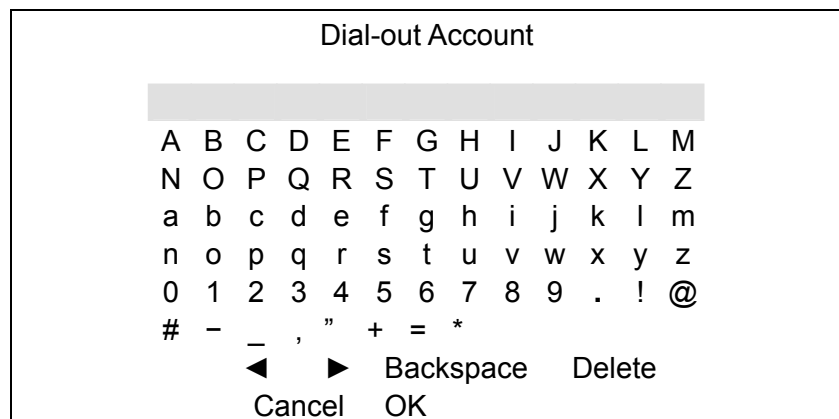 Dial-out Account
A B C D E F G H I J K L M
N O P Q R S T U V W X Y Z
a b c d e f g h i j k l m
n o p q r s t u v w x y z
0 1 2 3 4 5 6 7 8 9 . ! @
# − _ , ” + = *
◄ ► Backspace Delete
Cancel OK